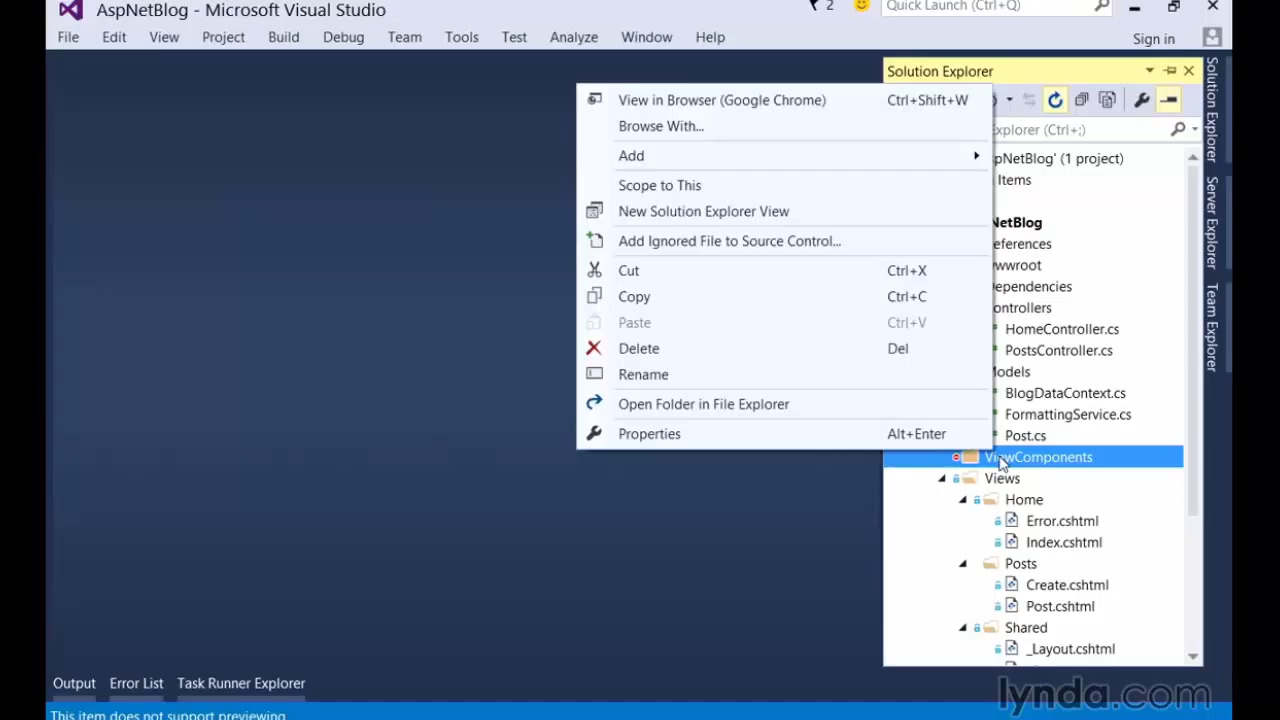 AspNetBlog - Microsoft Visual Studio
2
Quick Launch (Ctrl+Q)
File Edit View Project Build Debug Team Tools Test Analyze Window Help
Sign in
Solution Explorer
View in Browser (Google Chrome) Ctrl+Shift+W
Browse With...
Add
Scope to This
New Solution Explorer View
Add Ignored File to Source Control...
Cut Ctrl+X
Copy Ctrl+C
Paste Ctrl+V
Delete Del
Rename
Open Folder in File Explorer
Properties Alt+Enter
xplorer (Ctrl+;)
pNetBlog' (1 project)
Items
NetBlog
eferences
wwroot
ependencies
ontrollers
HomeController.cs
PostsController.cs
odels
BlogDataContext.cs
FormattingService.cs
Post.cs
ViewComponents
Views
Home
Error.cshtml
Index.cshtml
Posts
Create.cshtml
Post.cshtml
Shared
_Layout.cshtml
Solution Explorer
Server Explorer
Team Explorer
Output Error List Task Runner Explorer
This item does not support previewing
lynda.com